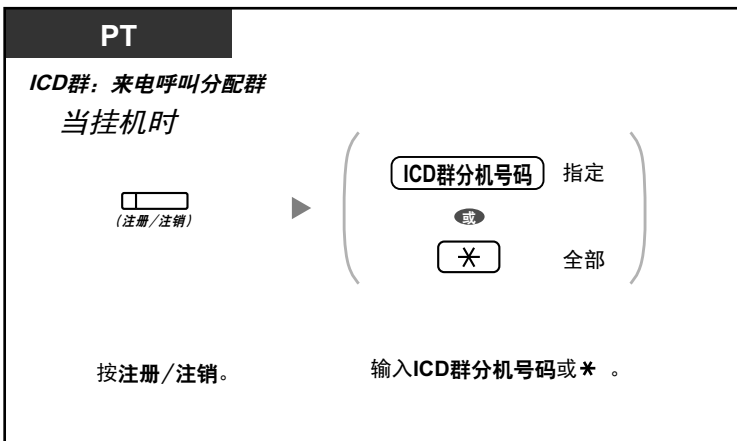 PT
ICD群：来电呼叫分配群
当挂机时
(注册/注销)
ICD群分机号码 指定
或
* 全部
按注册/注销。
输入ICD群分机号码或*。